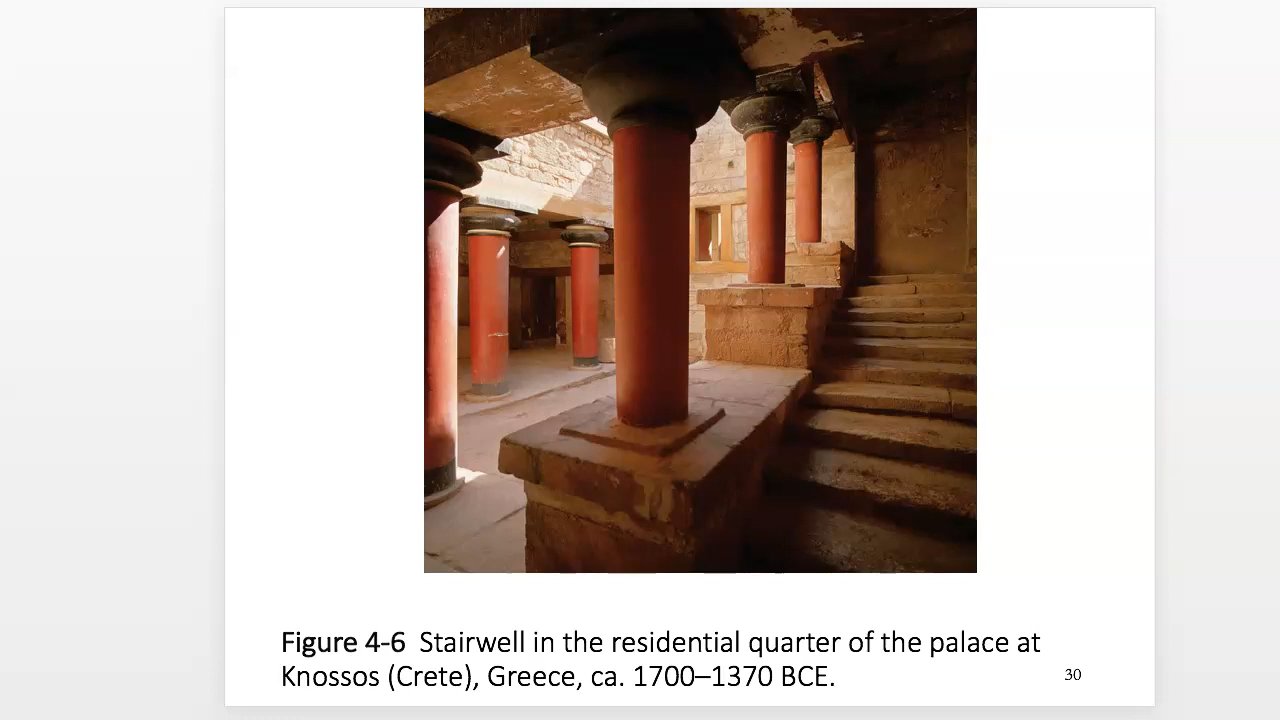 Figure 4-6 Stairwell in the residential quarter of the palace at
Knossos (Crete), Greece, ca. 1700–1370 BCE.
30